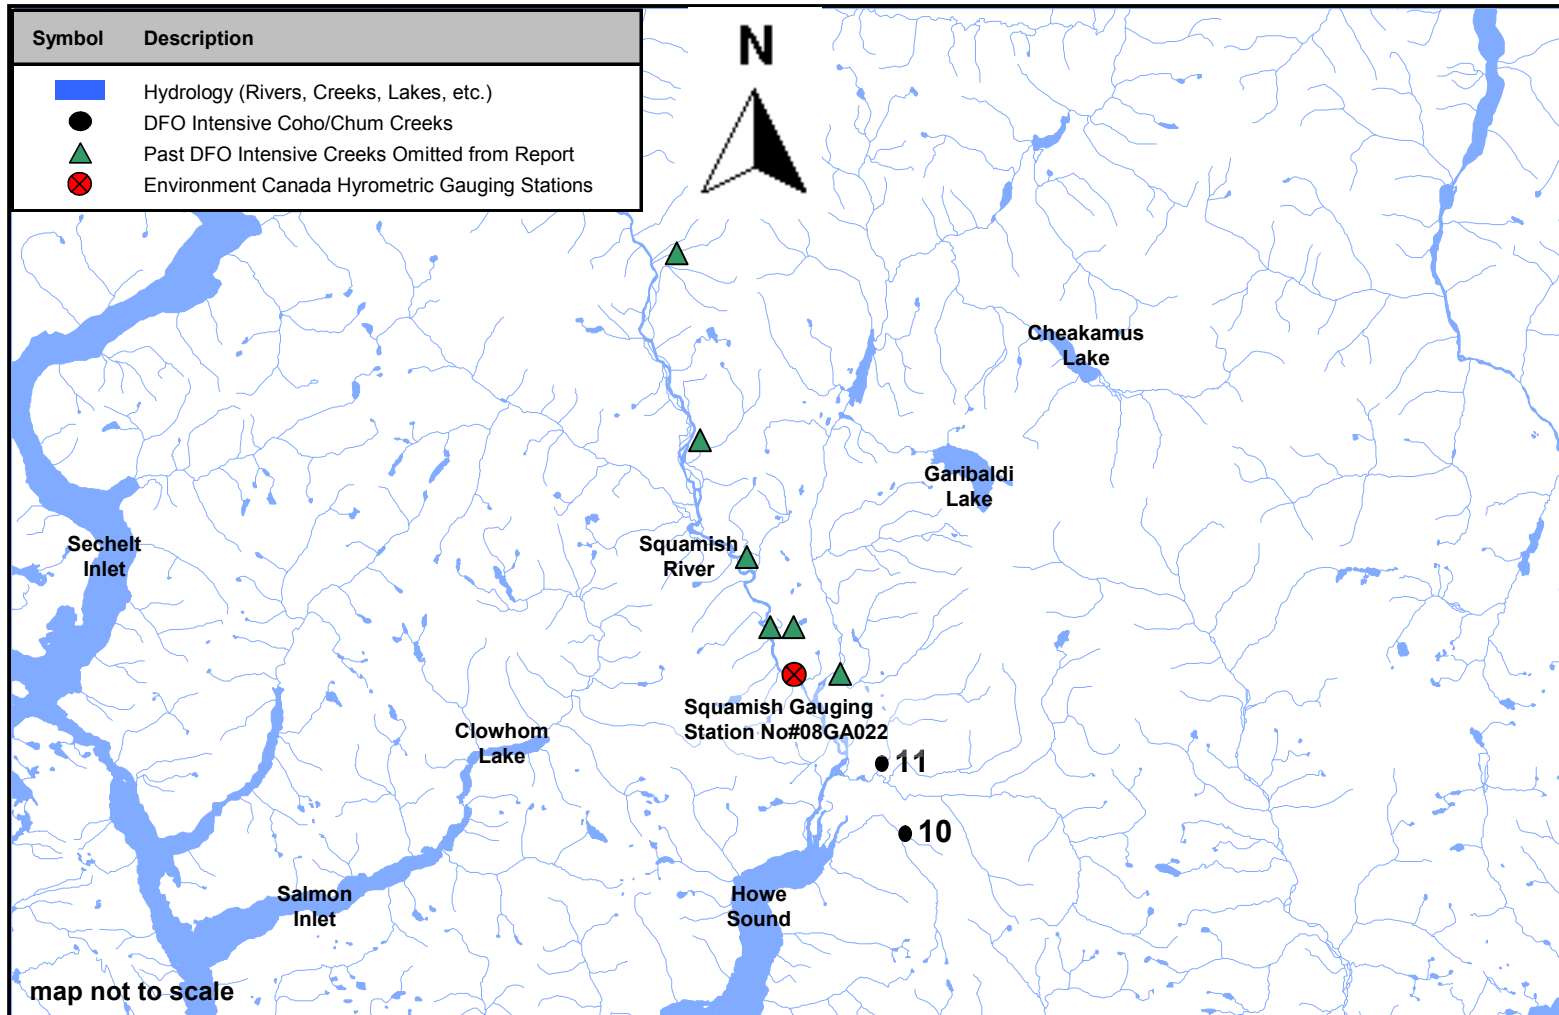 Symbol Description
Hydrology (Rivers, Creeks, Lakes, etc.)
DFO Intensive Coho/Chum Creeks
Past DFO Intensive Creeks Omitted from Report
Environment Canada Hyrometric Gauging Stations
N
Cheakamus
Lake
Garibaldi
Lake
Sechelt
Inlet
Squamish
River
Squamish Gauging
Station No#08GA022
Clowhom
Lake
11
10
Salmon
Inlet
Howe
Sound
map not to scale